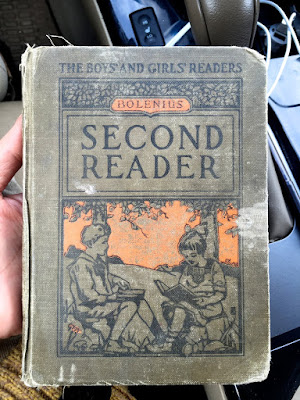 THE BOYS' AND GIRLS' READERS
BOLENIUS
SECOND
READER